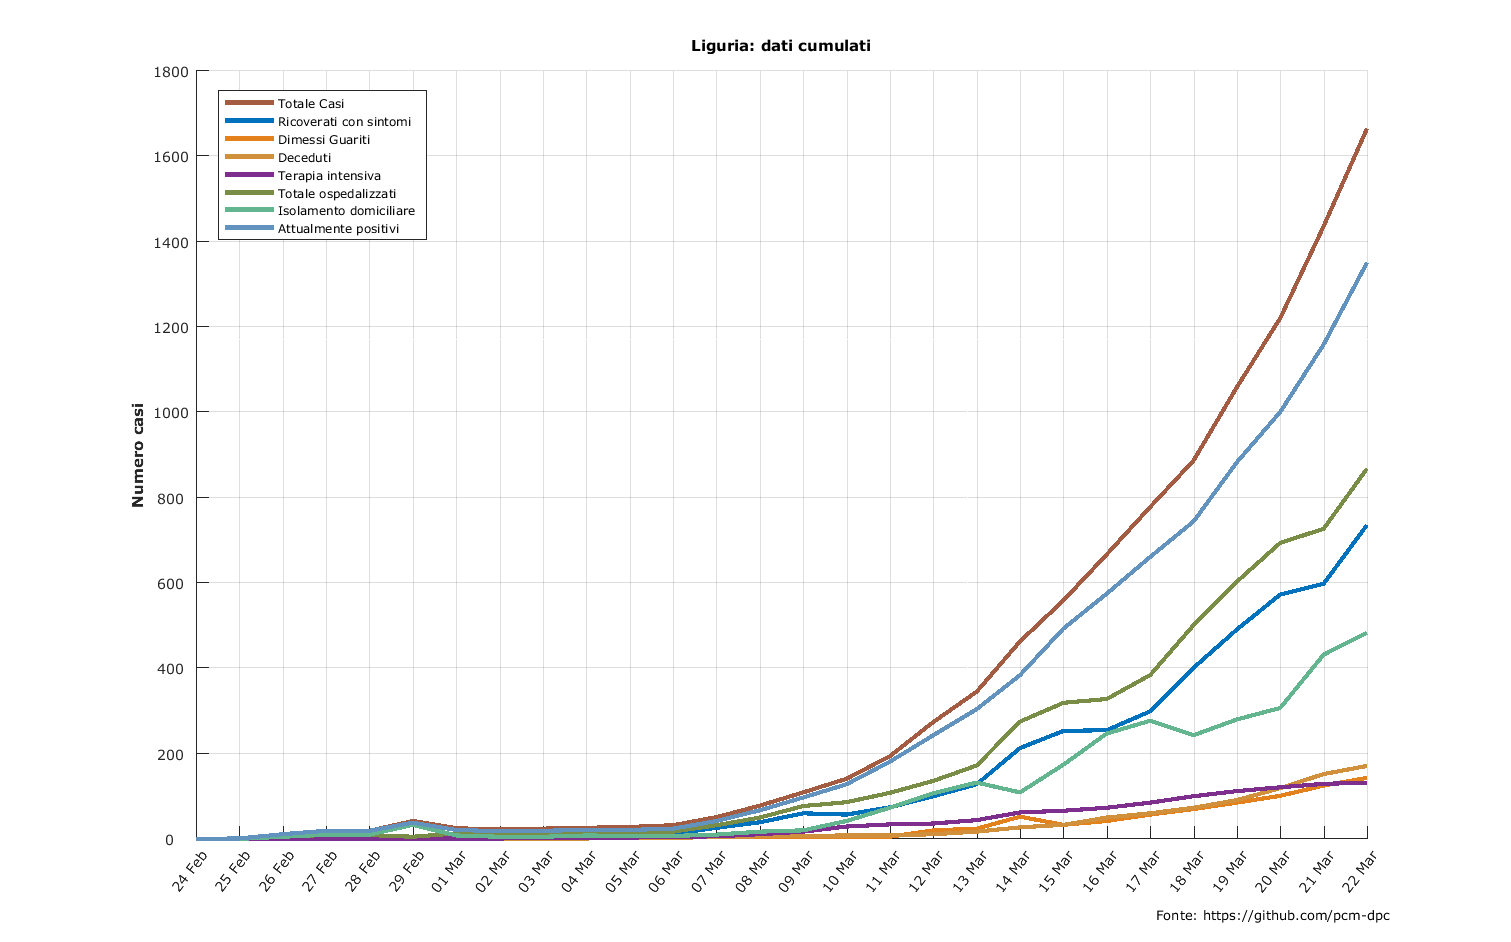 Liguria: dati cumulati
1800
1600
1400
1200
1000
800
600
400
200
0
Numero casi
Totale Casi
Ricoverati con sintomi
Dimessi Guariti
Deceduti
Terapia intensiva
Totale ospedalizzati
Isolamento domiciliare
Attualmente positivi
24 Feb
25 Feb
26 Feb
27 Feb
28 Feb
29 Feb
01 Mar
02 Mar
03 Mar
04 Mar
05 Mar
06 Mar
07 Mar
08 Mar
09 Mar
10 Mar
11 Mar
12 Mar
13 Mar
14 Mar
15 Mar
16 Mar
17 Mar
18 Mar
19 Mar
20 Mar
21 Mar
22 Mar
Fonte: https://github.com/pcm-dpc